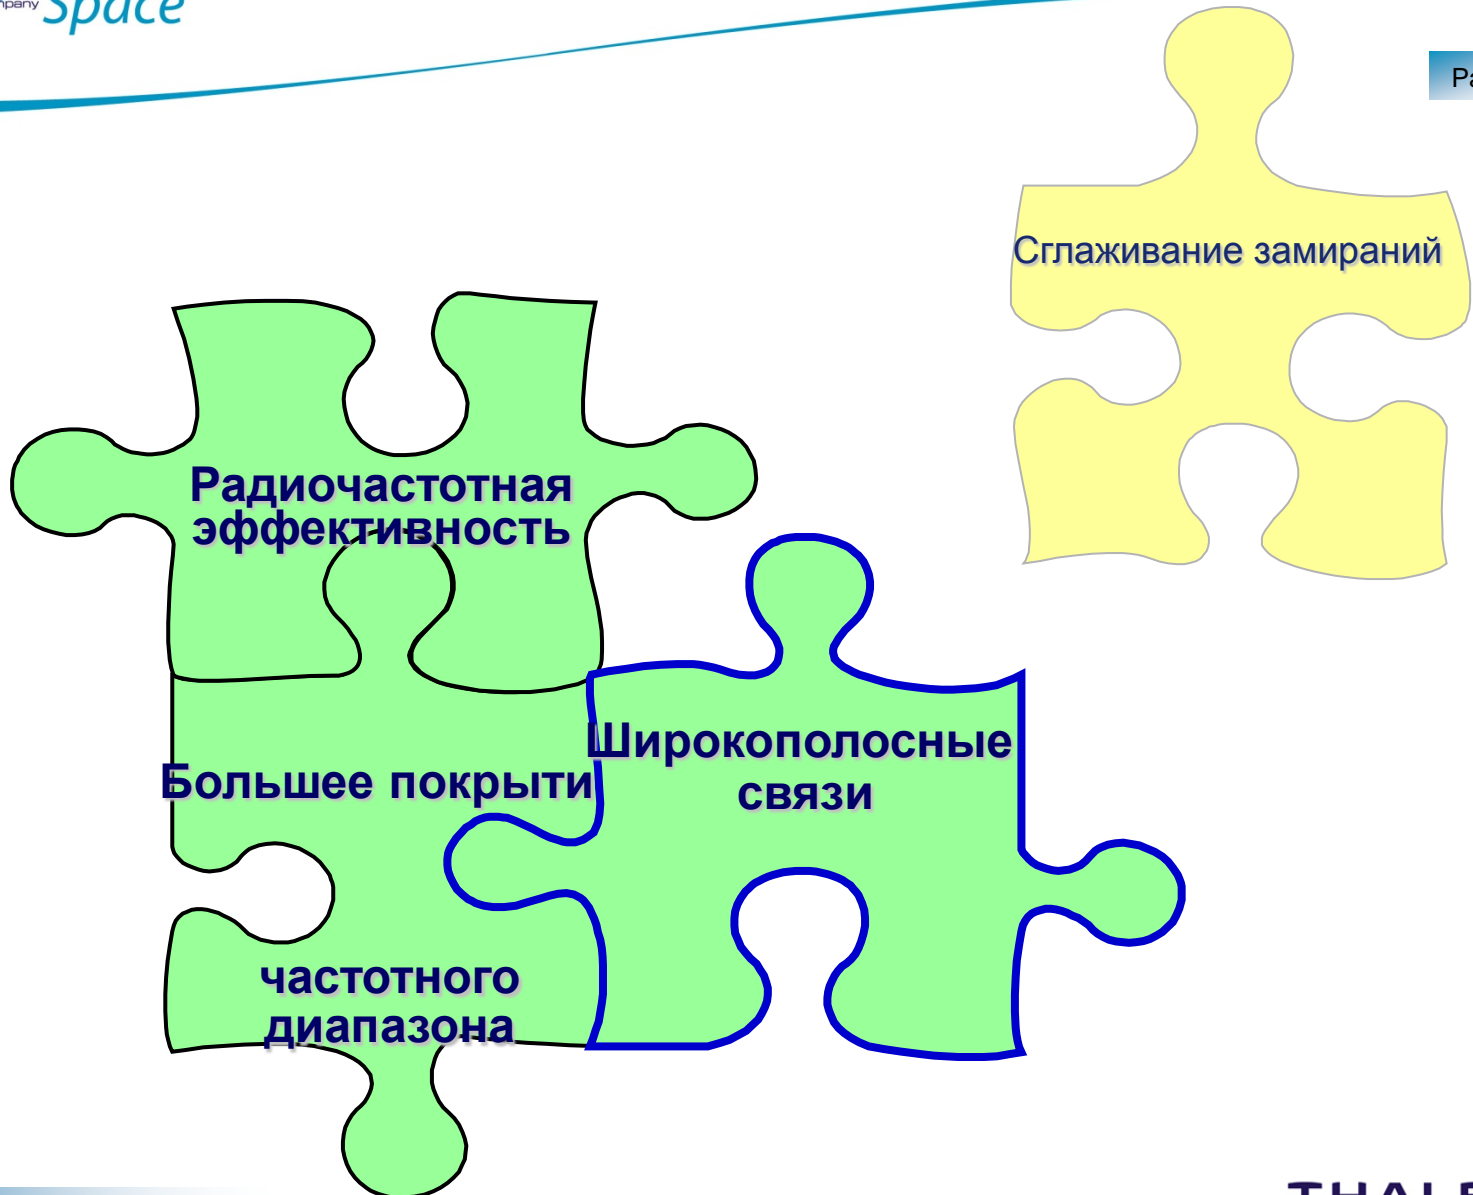 Space
Сглаживание замираний
Радиочастотная
эффективность
Широкополосные
связи
Большее покрыти
частотного
диапазона